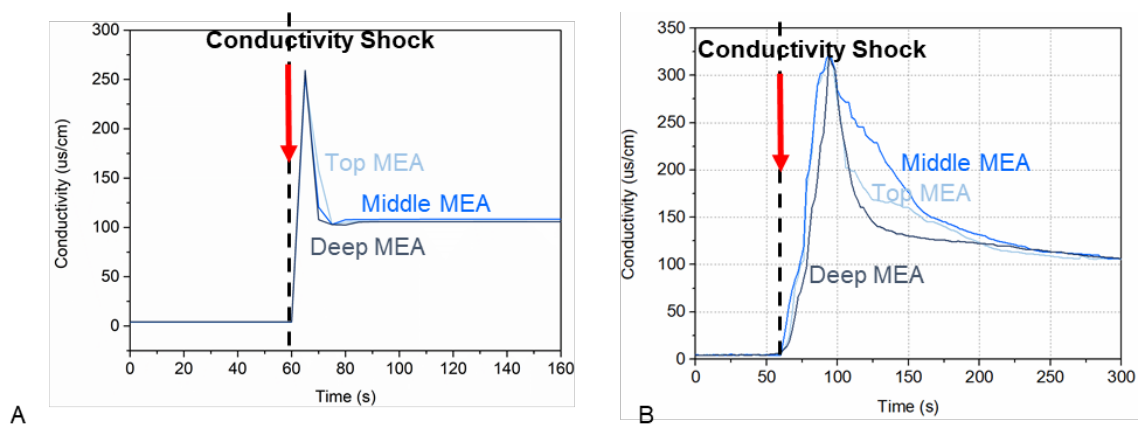 Conductivity Shock
300
250
200
150
100
50
0
Conductivity (us/cm)
Top MEA
Middle MEA
Deep MEA
0 20 40 60 80 100 120 140 160
Time (s)
A
Conductivity Shock
350
300
250
200
150
100
50
0
Conductivity (us/cm)
Middle MEA
Top MEA
Deep MEA
0 50 100 150 200 250 300
Time (s)
B